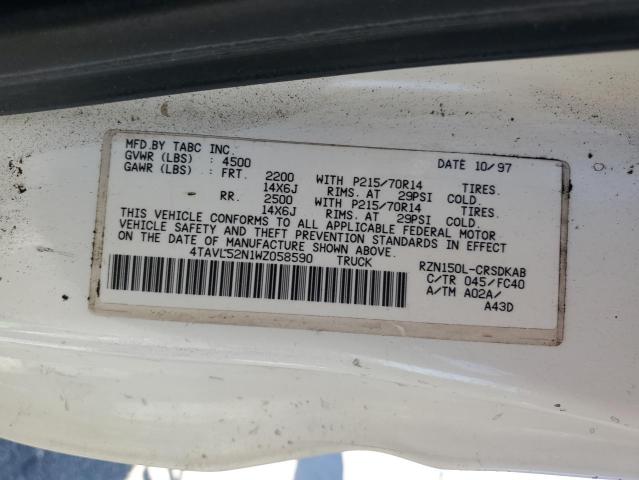 MFD.BY TABC INC. DATE 10/97
GVWR (LBS) : 4500
GAWR (LBS) : FRT. 2200 WITH P215/70R14 TIRES.
14X6J RIMS. AT 29PSI COLD.
RR. 2500 WITH P215/70R14 TIRES.
14X6J RIMS. AT 29PSI COLD.
THIS VEHICLE CONFORMS TO ALL APPLICABLE FEDERAL MOTOR
VEHICLE SAFETY AND THEFT PREVENTION STANDARDS IN EFFECT
ON THE DATE OF MANUFACTURE SHOWN ABOVE.
4TAVL52N1WZ058590 TRUCK RZN150L-CRSDKAB
C/TR 045/FC40
A/TM A02A/
A43D